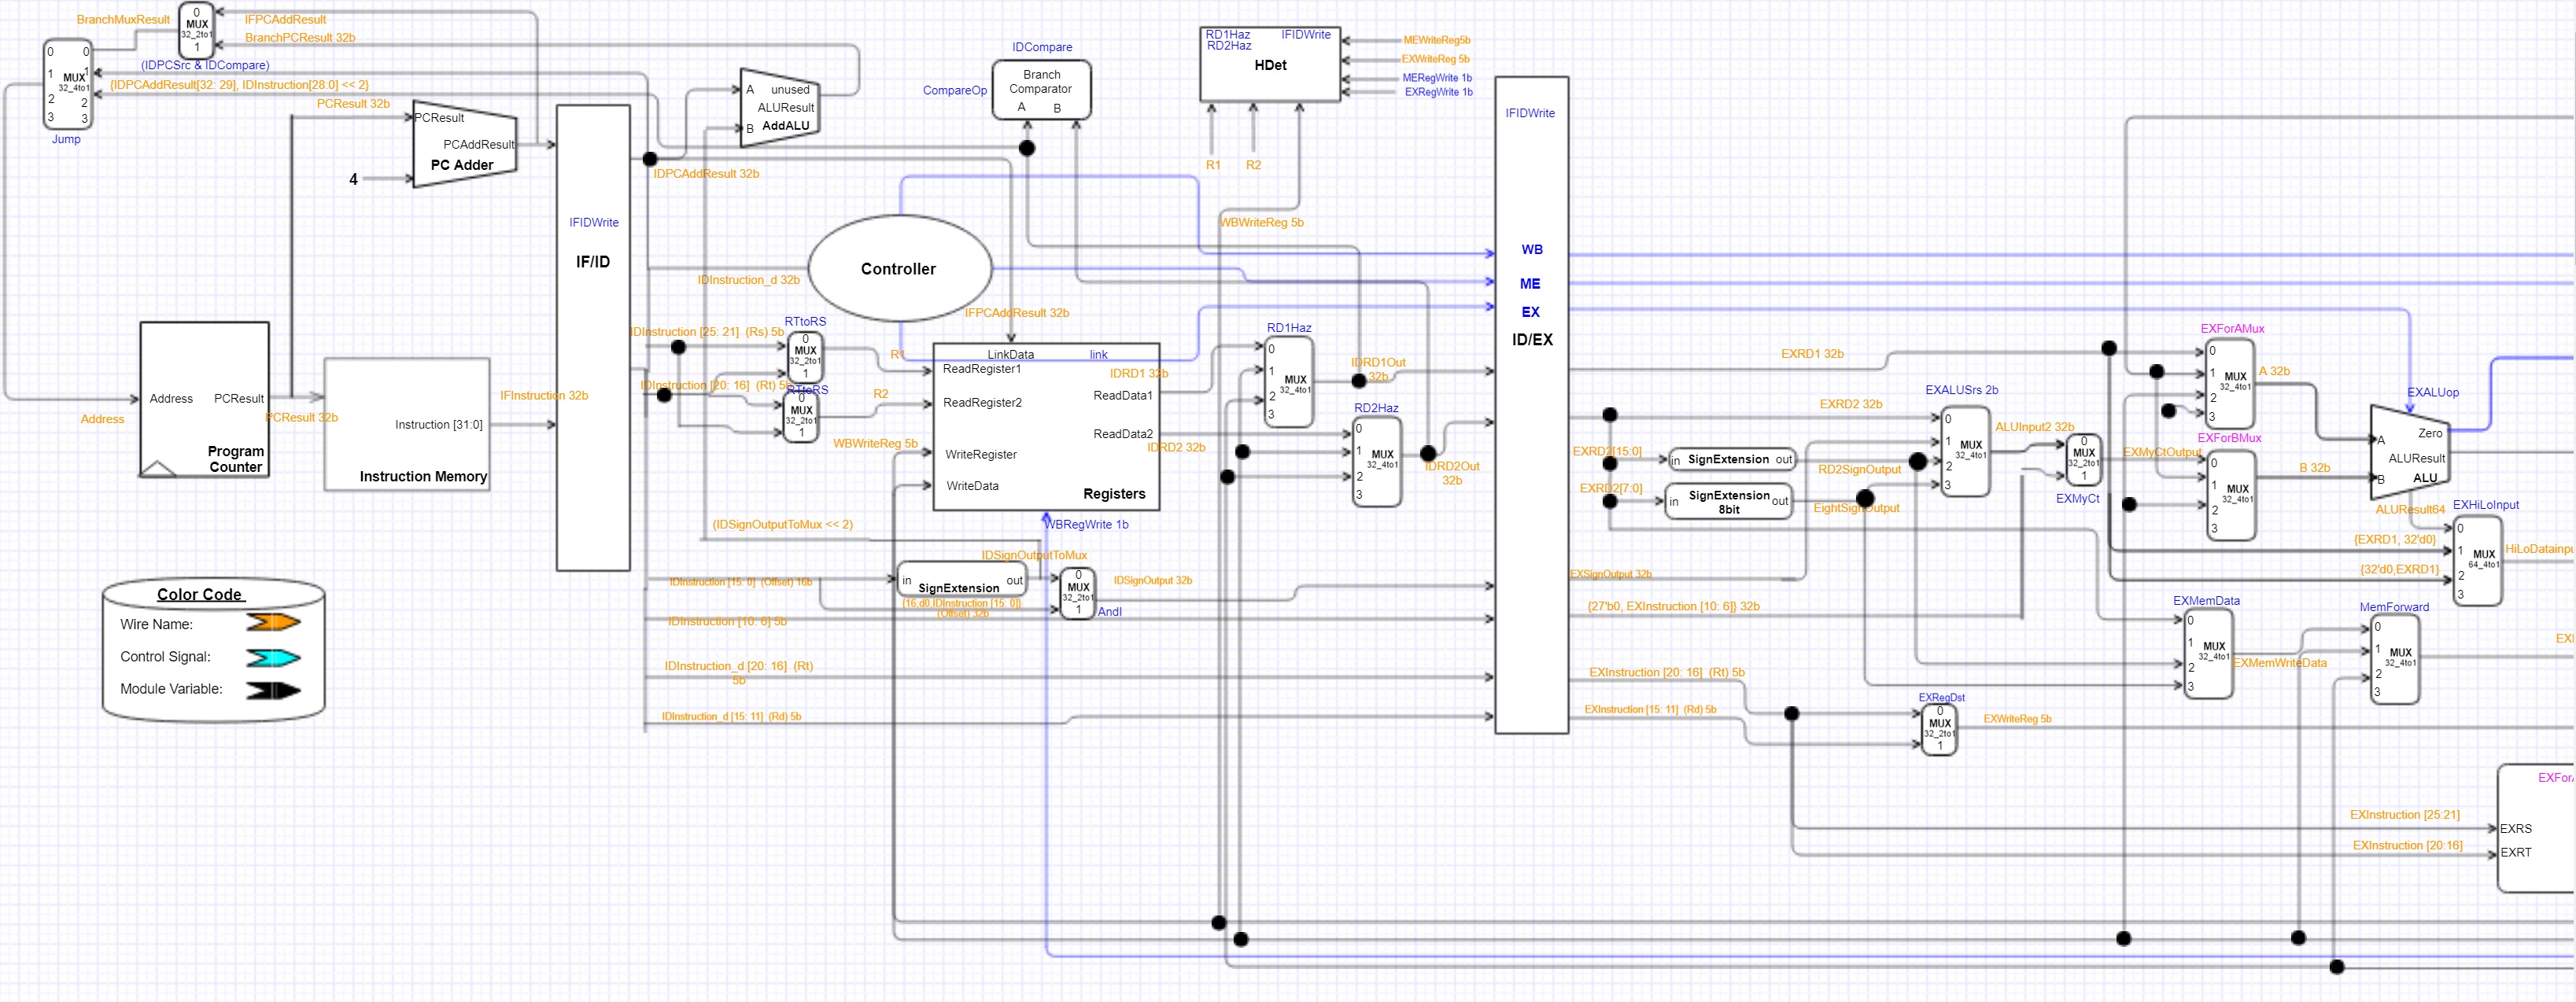 BranchMuxResult
0
MUX
32_2to1
1
IFPCAddResult
BranchPCResult 32b
(IDPCSrc & IDCompare)
{IDPCAddResult[32: 29], IDInstruction[28:0] << 2}
0 0
1 1
MUX
32_4to1
2 2
3 3
Jump
PCResult 32b
PCResult
PCAddResult
PC Adder
4
Address
Address
PCResult
Program
Counter
PCResult 32b
Instruction [31:0]
Instruction Memory
IFInstruction 32b
IFIDWrite
IF/ID
Color Code
Wire Name:
Control Signal:
Module Variable:
A unused
ALUResult
B AddALU
IDPCAddResult 32b
IDCompare
Branch
Comparator
A B
CompareOp
RD1Haz IFIDWrite
RD2Haz
HDet
MEWriteReg5b
EXWriteReg 5b
MERegWrite 1b
EXRegWrite 1b
R1
R2
WBWriteReg 5b
Controller
IDInstruction_d 32b
IFPCAddResult 32b
IDInstruction [25: 21] (Rs) 5b
RTtoRS
0
MUX
32_2to1
1
R1
IDInstruction [20: 16] (Rt) 5b
RTtoRS
0
MUX
32_2to1
1
R2
LinkData link
ReadRegister1
IDRD1 32b
ReadData1
ReadRegister2
ReadData2
WBWriteReg 5b
WriteRegister
WriteData
Registers
IDRD2 32b
WBRegWrite 1b
RD1Haz
0
1
MUX
32_4to1
2
3
IDRD1Out
32b
RD2Haz
0
1
MUX
32_4to1
2
3
IDRD2Out
32b
(IDSignOutputToMux << 2)
IDSignOutputToMux
IDInstruction [15: 0] (Offset) 16b
in out
SignExtension
{16,d0,IDInstruction [15: 0]}
(Offset) 32b
0
MUX
32_2to1
1
AndI
IDSignOutput 32b
IDInstruction [10: 6] 5b
IDInstruction_d [20: 16] (Rt)
5b
IDInstruction_d [15: 11] (Rd) 5b
IFIDWrite
WB
ME
EX
ID/EX
EXRD1 32b
EXRD2 32b
EXRD2[15:0]
in SignExtension out
RD2SignOutput
EXRD2[7:0]
in SignExtension out
8bit
EightSignOutput
EXALUSrs 2b
0
1
MUX
32_4to1
2
3
ALUInput2 32b
0
MUX
32_2to1
1
EXMyCt
EXMyCtOutput
EXSignOutput 32b
{27'b0, EXInstruction [10: 6]} 32b
EXInstruction [20: 16] (Rt) 5b
EXInstruction [15: 11] (Rd) 5b
EXRegDst
0
MUX
32_2to1
1
EXWriteReg 5b
EXForAMux
0
1
MUX
32_4to1
2
3
A 32b
EXForBMux
0
1
MUX
32_4to1
2
3
B 32b
EXALUop
A
Zero
ALUResult
B ALU
ALUResult64
EXHiLoInput
0
1
MUX
64_4to1
2
3
{EXRD1, 32'd0}
{32'd0,EXRD1}
HiLoDatainpu
EXMemData
0
1
MUX
32_4to1
2
3
EXMemWriteData
MemForward
0
1
MUX
32_4to1
2
3
EXI
EXFor
EXInstruction [25:21]
EXRS
EXInstruction [20:16]
EXRT